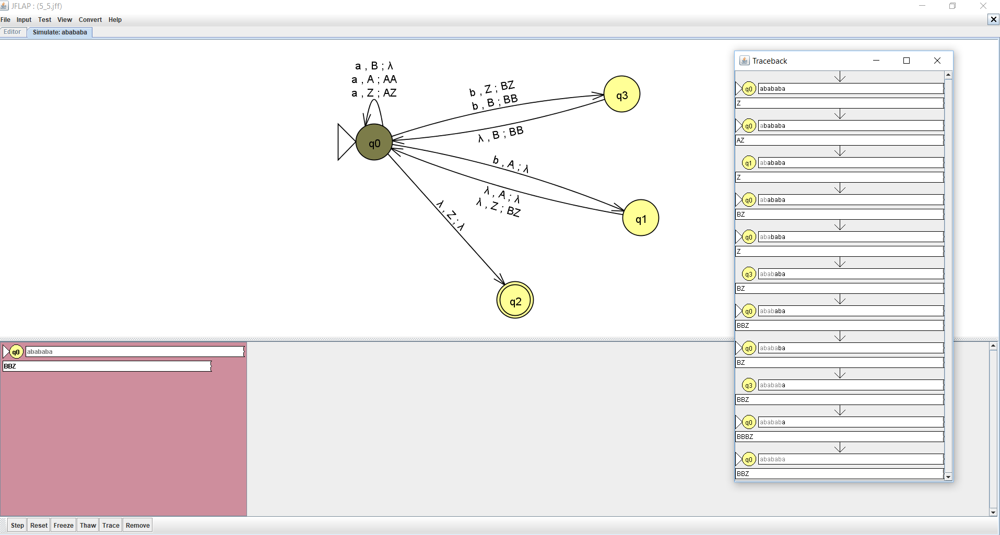 JFLAP : (5_5.jff)
File Input Test View Convert Help
Editor Simulate: abababa
a , B ; λ
a , A ; AA
a , Z ; AZ
b , Z ; BZ
b , B ; BB
q3
λ , B ; BB
q0
b , A ; λ
λ , A ; λ
λ , Z ; BZ
λ , Z ; λ
q1
q2
Traceback
q0 abababa
Z
q0 abababa
AZ
q1 abababa
Z
q0 abababa
BZ
q0 abababa
Z
q3 abababa
BZ
q0 abababa
BBZ
q0 abababa
BZ
q3 abababa
BBZ
q0 abababa
BBBZ
q0 abababa
BBZ
q0 abababa
BBZ
Step Reset Freeze Thaw Trace Remove